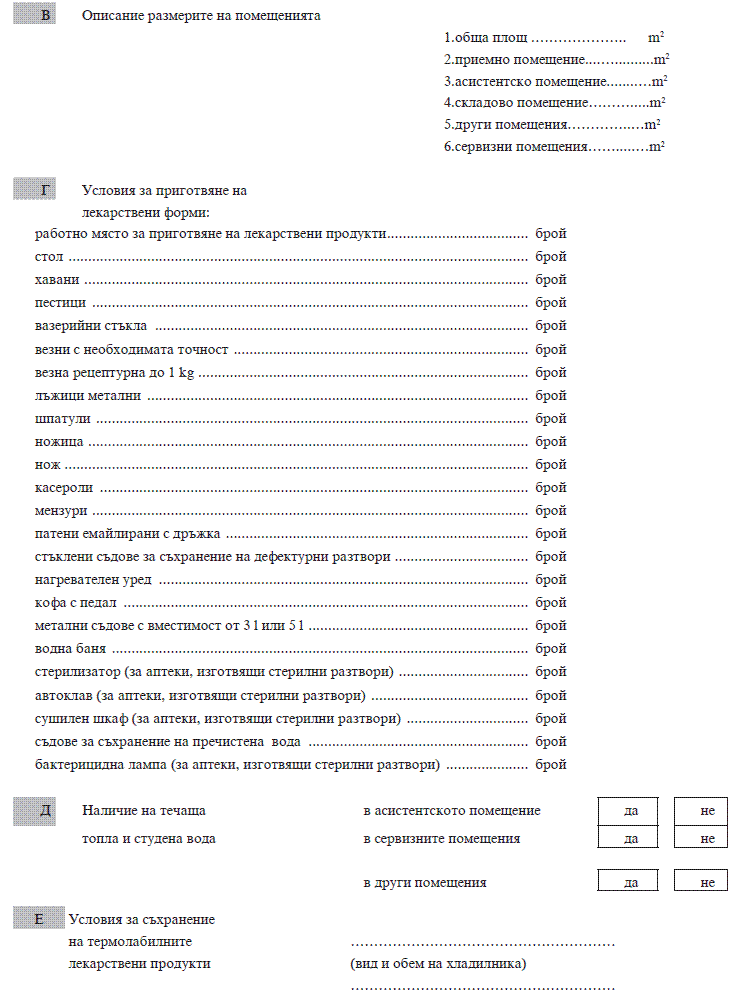 В Описание размерите на помещенията
1.обща площ ……………….. m²
2.приемно помещение...…..........m²
3.асистентско помещение........…m²
4.складово помещение………....m²
5.други помещения…………..…m²
6.сервизни помещения…….....…m²
Г Условия за приготвяне на
лекарствени форми:
работно място за приготвяне на лекарствени продукти.................................... брой
стол ........................................ брой
хавани ........................................ брой
пестици ........................................ брой
вазерийни стъкла ........................................ брой
везни с необходимата точност ........................................ брой
везна рецептурна до 1 kg ........................................ брой
лъжици метални ........................................ брой
шпатули ........................................ брой
ножица ........................................ брой
нож ........................................ брой
касероли ........................................ брой
мензури ........................................ брой
патени емайлирани с дръжка ........................................ брой
стъклени съдове за съхранение на дефектурни разтвори .................................. брой
нагревателен уред ........................................ брой
кофа с педал ........................................ брой
метални съдове с вместимост от 3 l или 5 l ........................................ брой
водна баня ........................................ брой
стерилизатор (за аптеки, изготвящи стерилни разтвори) ................................. брой
автоклав (за аптеки, изготвящи стерилни разтвори) ........................................ брой
сушилен шкаф (за аптеки, изготвящи стерилни разтвори) ............................... брой
съдове за съхранение на пречистена вода ........................................ брой
бактерицидна лампа (за аптеки, изготвящи стерилни разтвори) ..................... брой
Д Наличие на течаща в асистентското помещение да не
топла и студена вода в сервизните помещения да не
в други помещения да не
Е Условия за съхранение
на термолабилните …………………………………………………
лекарствени продукти (вид и обем на хладилника)
…………………………………………………